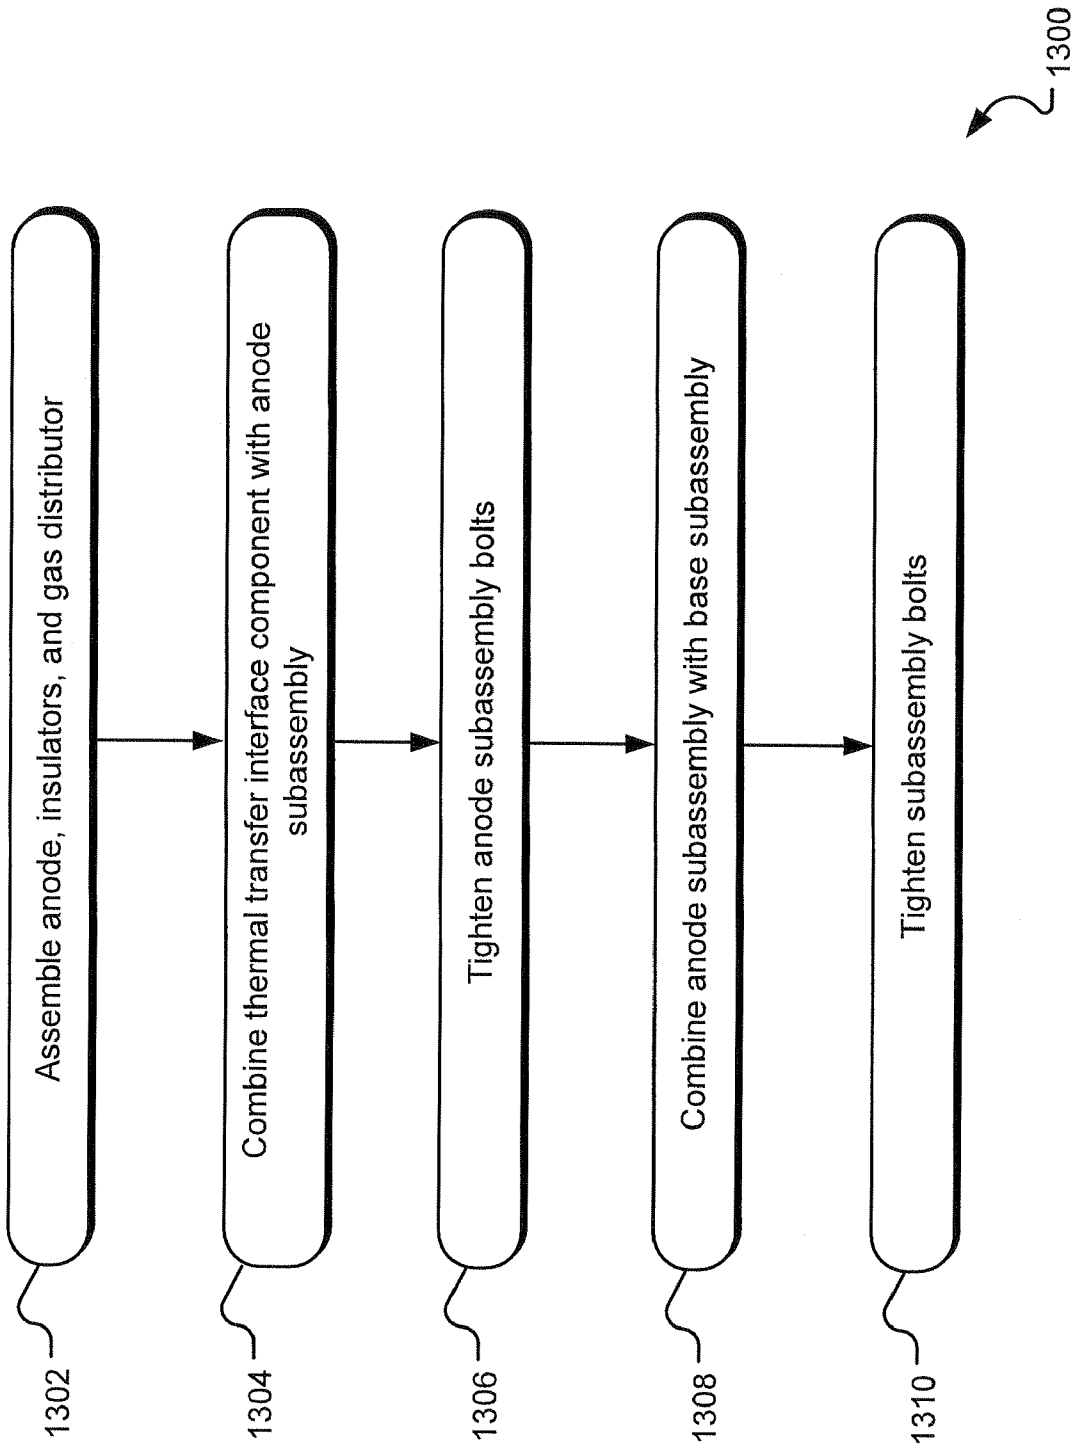 1302
Assemble anode, insulators, and gas distributor
1304
Combine thermal transfer interface component with anode
subassembly
1306
Tighten anode subassembly bolts
1308
Combine anode subassembly with base subassembly
1310
Tighten subassembly bolts
1300